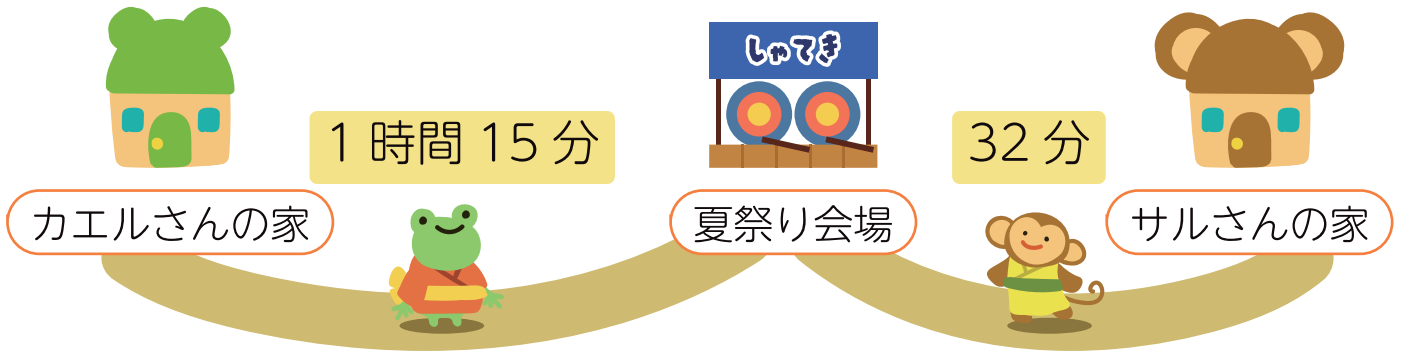 しゃてき
1時間15分
32分
カエルさんの家
夏祭り会場
サルさんの家